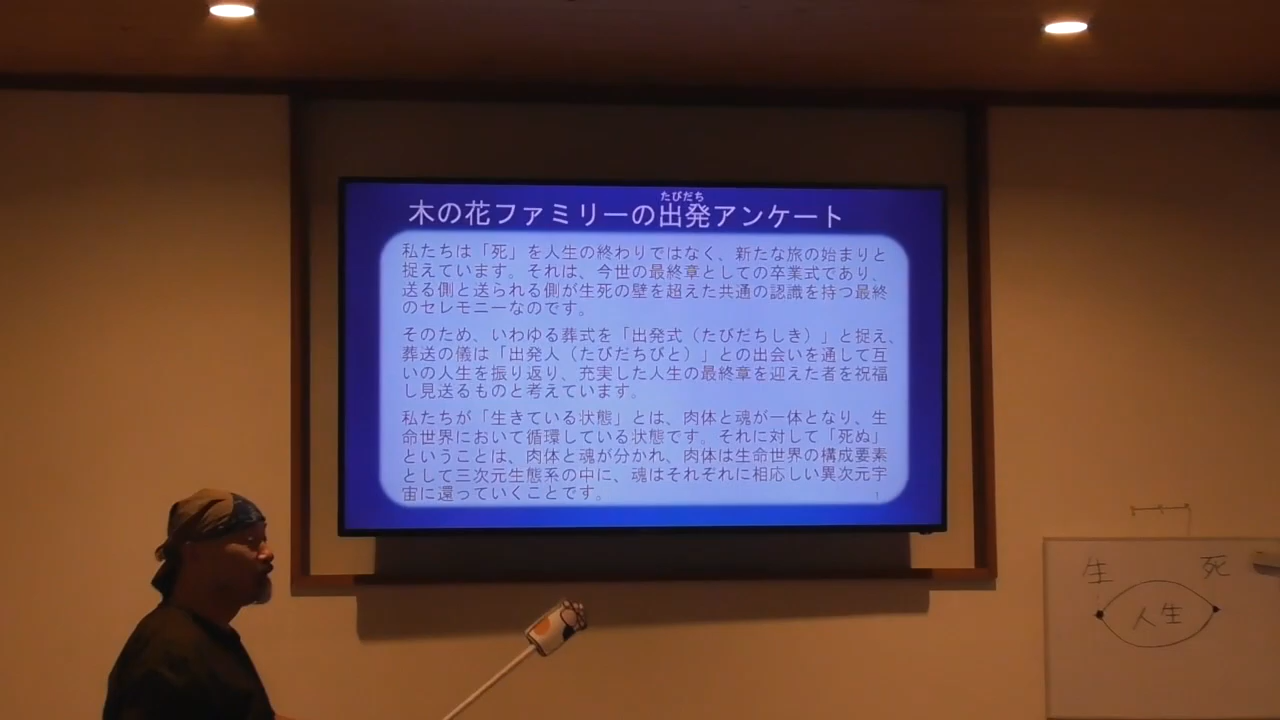 たびだち
木の花ファミリーの出発アンケート
私たちは「死」を人生の終わりではなく、新たな旅の始まりと
捉えています。それは、今世の最終章としての卒業式であり、
送る側と送られる側が生死の壁を超えた共通の認識を持つ最終
のセレモニーなのです。
そのため、いわゆる葬式を「出発式（たびだちしき）」と捉え、
葬送の儀は「出発人（たびだちびと）」との出会いを通して互
いの人生を振り返り、充実した人生の最終章を迎えた者を祝福
し見送るものと考えています。
私たちが「生きている状態」とは、肉体と魂が一体となり、生
命世界において循環している状態です。それに対して「死ぬ」
ということは、肉体と魂が分かれ、肉体は生命世界の構成要素
として三次元生態系の中に、魂はそれぞれに相応しい異次元宇
宙に還っていくことです。
1
生 死
人生